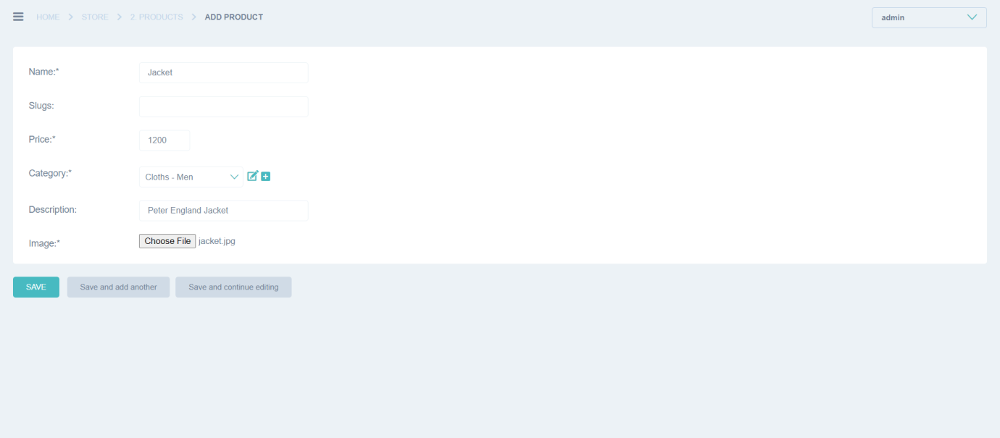 HOME > STORE > 2. PRODUCTS > ADD PRODUCT
admin
Name:* Jacket
Slugs:
Price:* 1200
Category:* Cloths - Men
Description: Peter England Jacket
Image:* Choose File jacket.jpg
SAVE Save and add another Save and continue editing